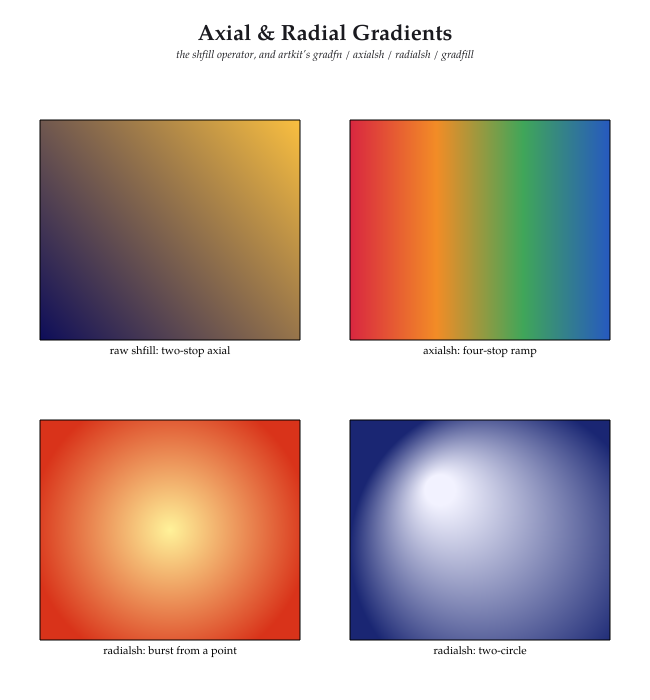 Axial & Radial Gradients
the shfill operator, and artkit's gradfn / axialsh / radialsh / gradfill
raw shfill: two-stop axial
axialsh: four-stop ramp
radialsh: burst from a point
radialsh: two-circle